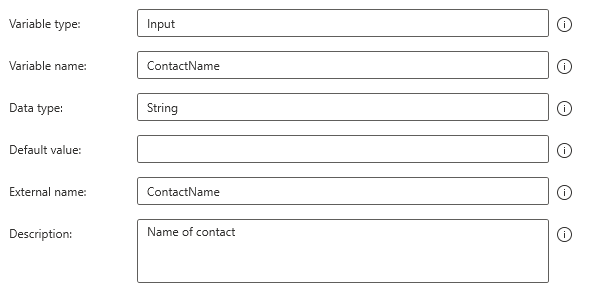 Variable type: Input
Variable name: ContactName
Data type: String
Default value:
External name: ContactName
Description: Name of contact